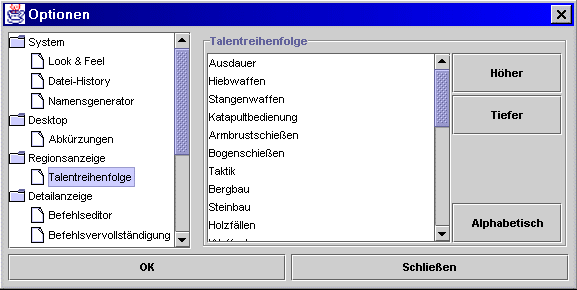 Optionen
System
Look & Feel
Datei-History
Namensgenerator
Desktop
Abkürzungen
Regionsanzeige
Talentreihenfolge
Detailanzeige
Befehlseditor
Befehlsvervollständigung
Talentreihenfolge
Ausdauer
Hiebwaffen
Stangenwaffen
Katapultbedienung
Armbrustschießen
Bogenschießen
Taktik
Bergbau
Steinbau
Holzfällen
Höher
Tiefer
Alphabetisch
OK
Schließen